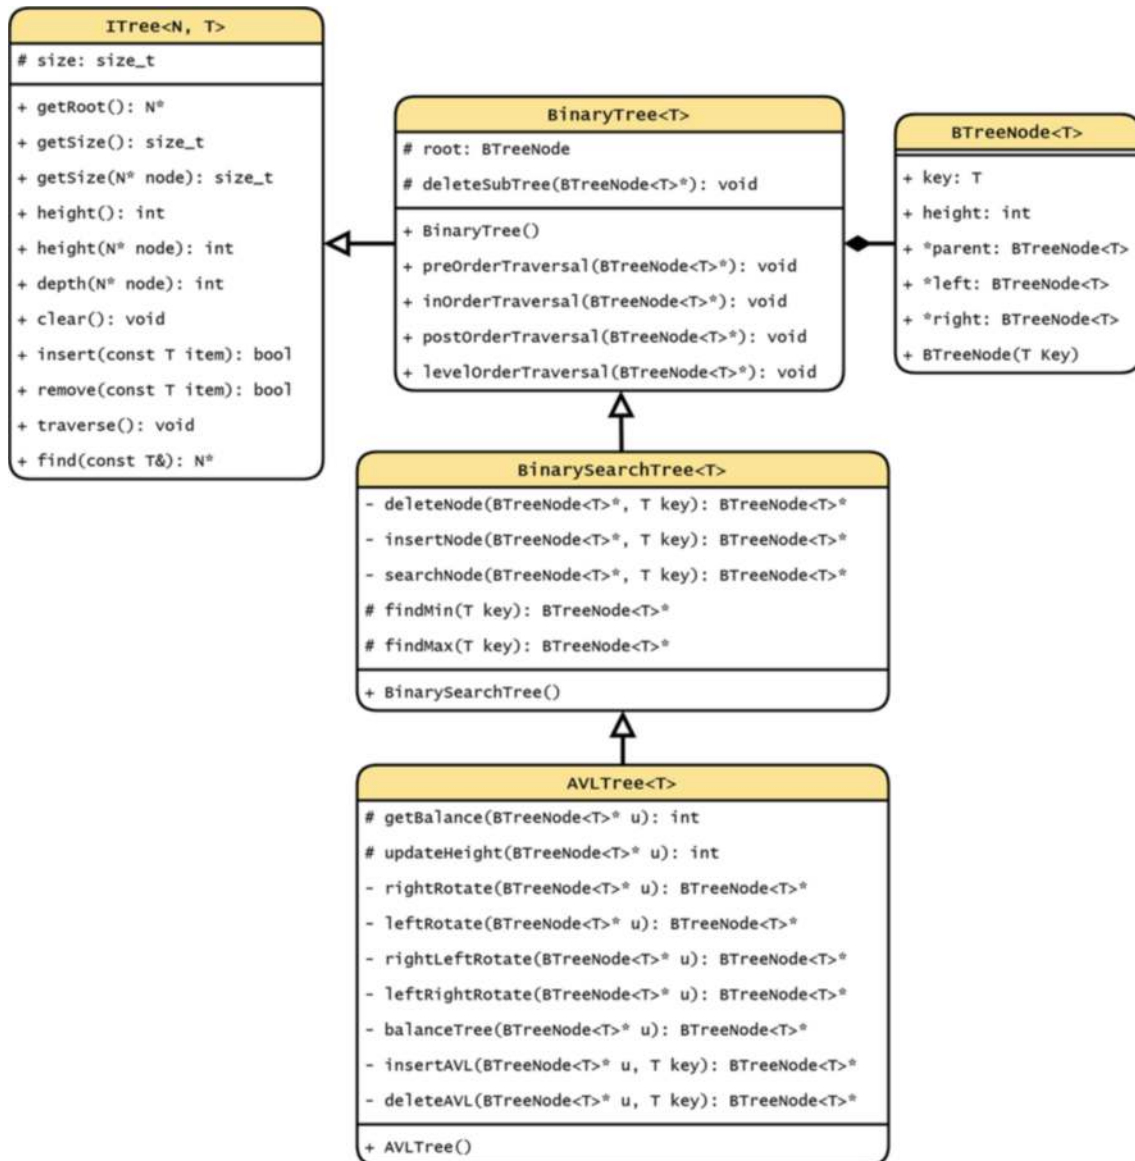 ITree<N, T>
# size: size_t
+ getRoot(): N*
+ getSize(): size_t
+ getSize(N* node): size_t
+ height(): int
+ height(N* node): int
+ depth(N* node): int
+ clear(): void
+ insert(const T item): bool
+ remove(const T item): bool
+ traverse(): void
+ find(const T&): N*
BinaryTree<T>
# root: BTreeNode
# deleteSubTree(BTreeNode<T>*): void
+ BinaryTree()
+ preOrderTraversal(BTreeNode<T>*): void
+ inOrderTraversal(BTreeNode<T>*): void
+ postOrderTraversal(BTreeNode<T>*): void
+ levelOrderTraversal(BTreeNode<T>*): void
BTreeNode<T>
+ key: T
+ height: int
+ *parent: BTreeNode<T>
+ *left: BTreeNode<T>
+ *right: BTreeNode<T>
+ BTreeNode(T Key)
BinarySearchTree<T>
- deleteNode(BTreeNode<T>*, T key): BTreeNode<T>*
- insertNode(BTreeNode<T>*, T key): BTreeNode<T>*
- searchNode(BTreeNode<T>*, T key): BTreeNode<T>*
# findMin(T key): BTreeNode<T>*
# findMax(T key): BTreeNode<T>*
+ BinarySearchTree()
AVLTree<T>
# getBalance(BTreeNode<T>* u): int
# updateHeight(BTreeNode<T>* u): int
- rightRotate(BTreeNode<T>* u): BTreeNode<T>*
- leftRotate(BTreeNode<T>* u): BTreeNode<T>*
- rightLeftRotate(BTreeNode<T>* u): BTreeNode<T>*
- leftRightRotate(BTreeNode<T>* u): BTreeNode<T>*
- balanceTree(BTreeNode<T>* u): BTreeNode<T>*
- insertAVL(BTreeNode<T>* u, T key): BTreeNode<T>*
- deleteAVL(BTreeNode<T>* u, T key): BTreeNode<T>*
+ AVLTree()